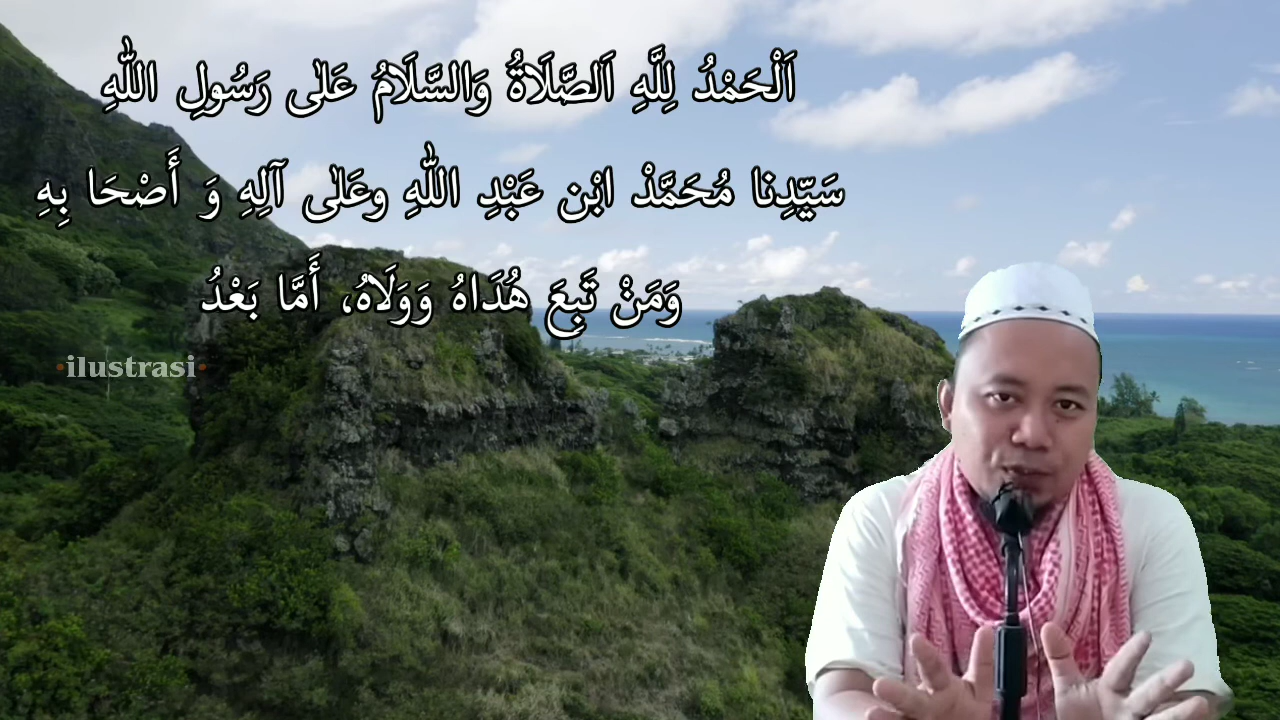 اَلْحَمْدُ لِلَّهِ اَلصَّلَاةُ وَالسَّلَامُ عَلٰى رَسُولِ اللّٰهِ
سَيِّدِنا مُحَمَّدْ ابْن عَبْدِ اللّٰهِ وعَلٰى آلِهِ وَ أَصْحَا بِهِ
وَمَنْ تَبِعَ هُدَاهُ وَوَلَاهُ، أَمَّا بَعْدُ
•ilustrasi•